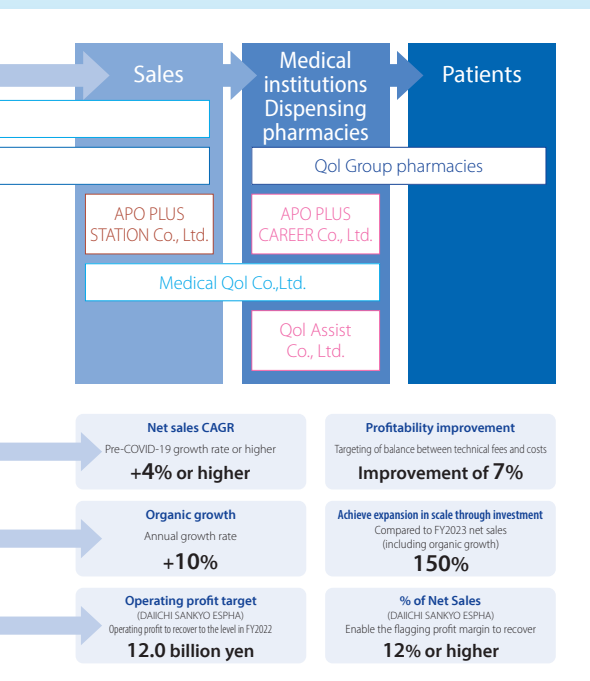 Sales
Medical
institutions
Dispensing
pharmacies
Patients
Qol Group pharmacies
APO PLUS
STATION Co., Ltd.
APO PLUS
CAREER Co., Ltd.
Medical Qol Co.,Ltd.
Qol Assist
Co., Ltd.
Net sales CAGR
Pre-COVID-19 growth rate or higher
+4% or higher
Profitability improvement
Targeting of balance between technical fees and costs
Improvement of 7%
Organic growth
Annual growth rate
+10%
Achieve expansion in scale through investment
Compared to FY2023 net sales
(including organic growth)
150%
Operating profit target
(DAIICHI SANKYO ESPHA)
Operating profit to recover to the level in FY2022
12.0 billion yen
% of Net Sales
(DAIICHI SANKYO ESPHA)
Enable the flagging profit margin to recover
12% or higher